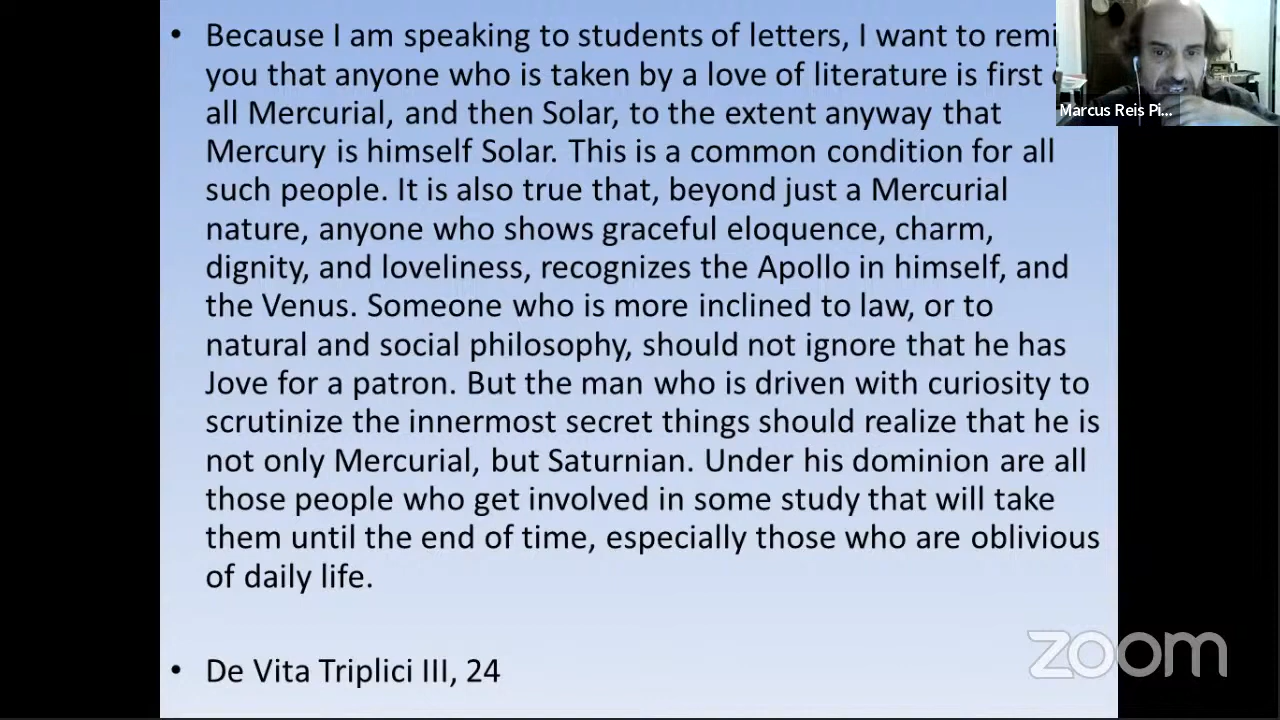 • Because I am speaking to students of letters, I want to
you that anyone who is taken by a love of literature is first
all Mercurial, and then Solar, to the extent anyway that
Mercury is himself Solar. This is a common condition for all
such people. It is also true that, beyond just a Mercurial
nature, anyone who shows graceful eloquence, charm,
dignity, and loveliness, recognizes the Apollo in himself, and
the Venus. Someone who is more inclined to law, or to
natural and social philosophy, should not ignore that he has
Jove for a patron. But the man who is driven with curiosity to
scrutinize the innermost secret things should realize that he is
not only Mercurial, but Saturnian. Under his dominion are all
those people who get involved in some study that will take
them until the end of time, especially those who are oblivious
of daily life.
• De Vita Triplici III, 24
Marcus Reis Pi...
zoom